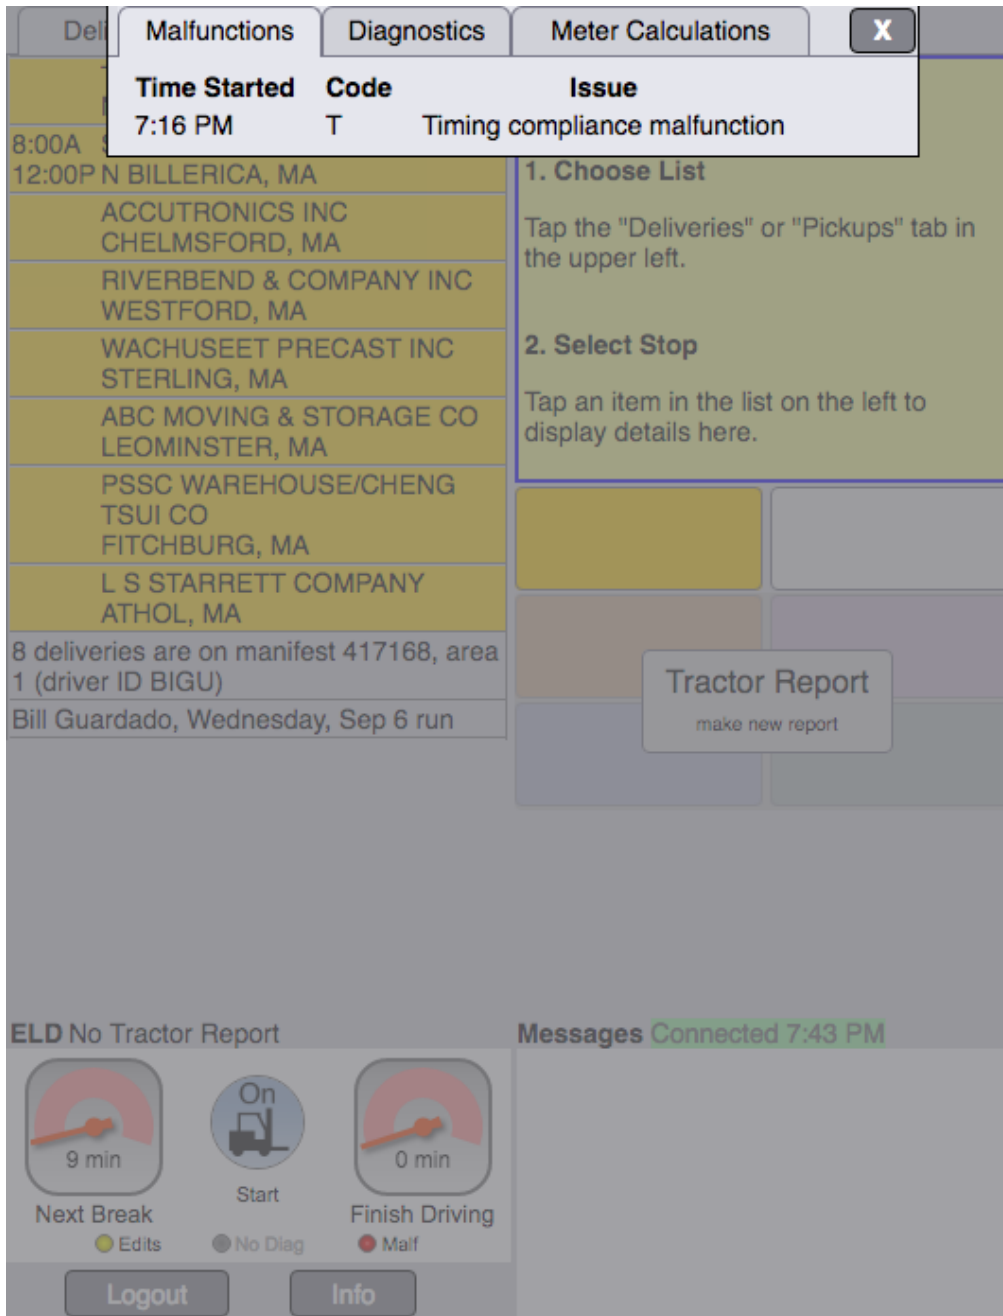 Deli
Malfunctions
Diagnostics
Meter Calculations
X
Time Started Code Issue
7:16 PM T Timing compliance malfunction
8:00A
12:00P N BILLERICA, MA
ACCUTRONICS INC
CHELMSFORD, MA
RIVERBEND & COMPANY INC
WESTFORD, MA
WACHUSEET PRECAST INC
STERLING, MA
ABC MOVING & STORAGE CO
LEOMINSTER, MA
PSSC WAREHOUSE/CHENG
TSUI CO
FITCHBURG, MA
L S STARRETT COMPANY
ATHOL, MA
8 deliveries are on manifest 417168, area
1 (driver ID BIGU)
Bill Guardado, Wednesday, Sep 6 run
1. Choose List
Tap the "Deliveries" or "Pickups" tab in
the upper left.
2. Select Stop
Tap an item in the list on the left to
display details here.
Tractor Report
make new report
ELD No Tractor Report
9 min
Next Break
On
Start
0 min
Finish Driving
Edits
No Diag
Malf
Logout
Info
Messages Connected 7:43 PM